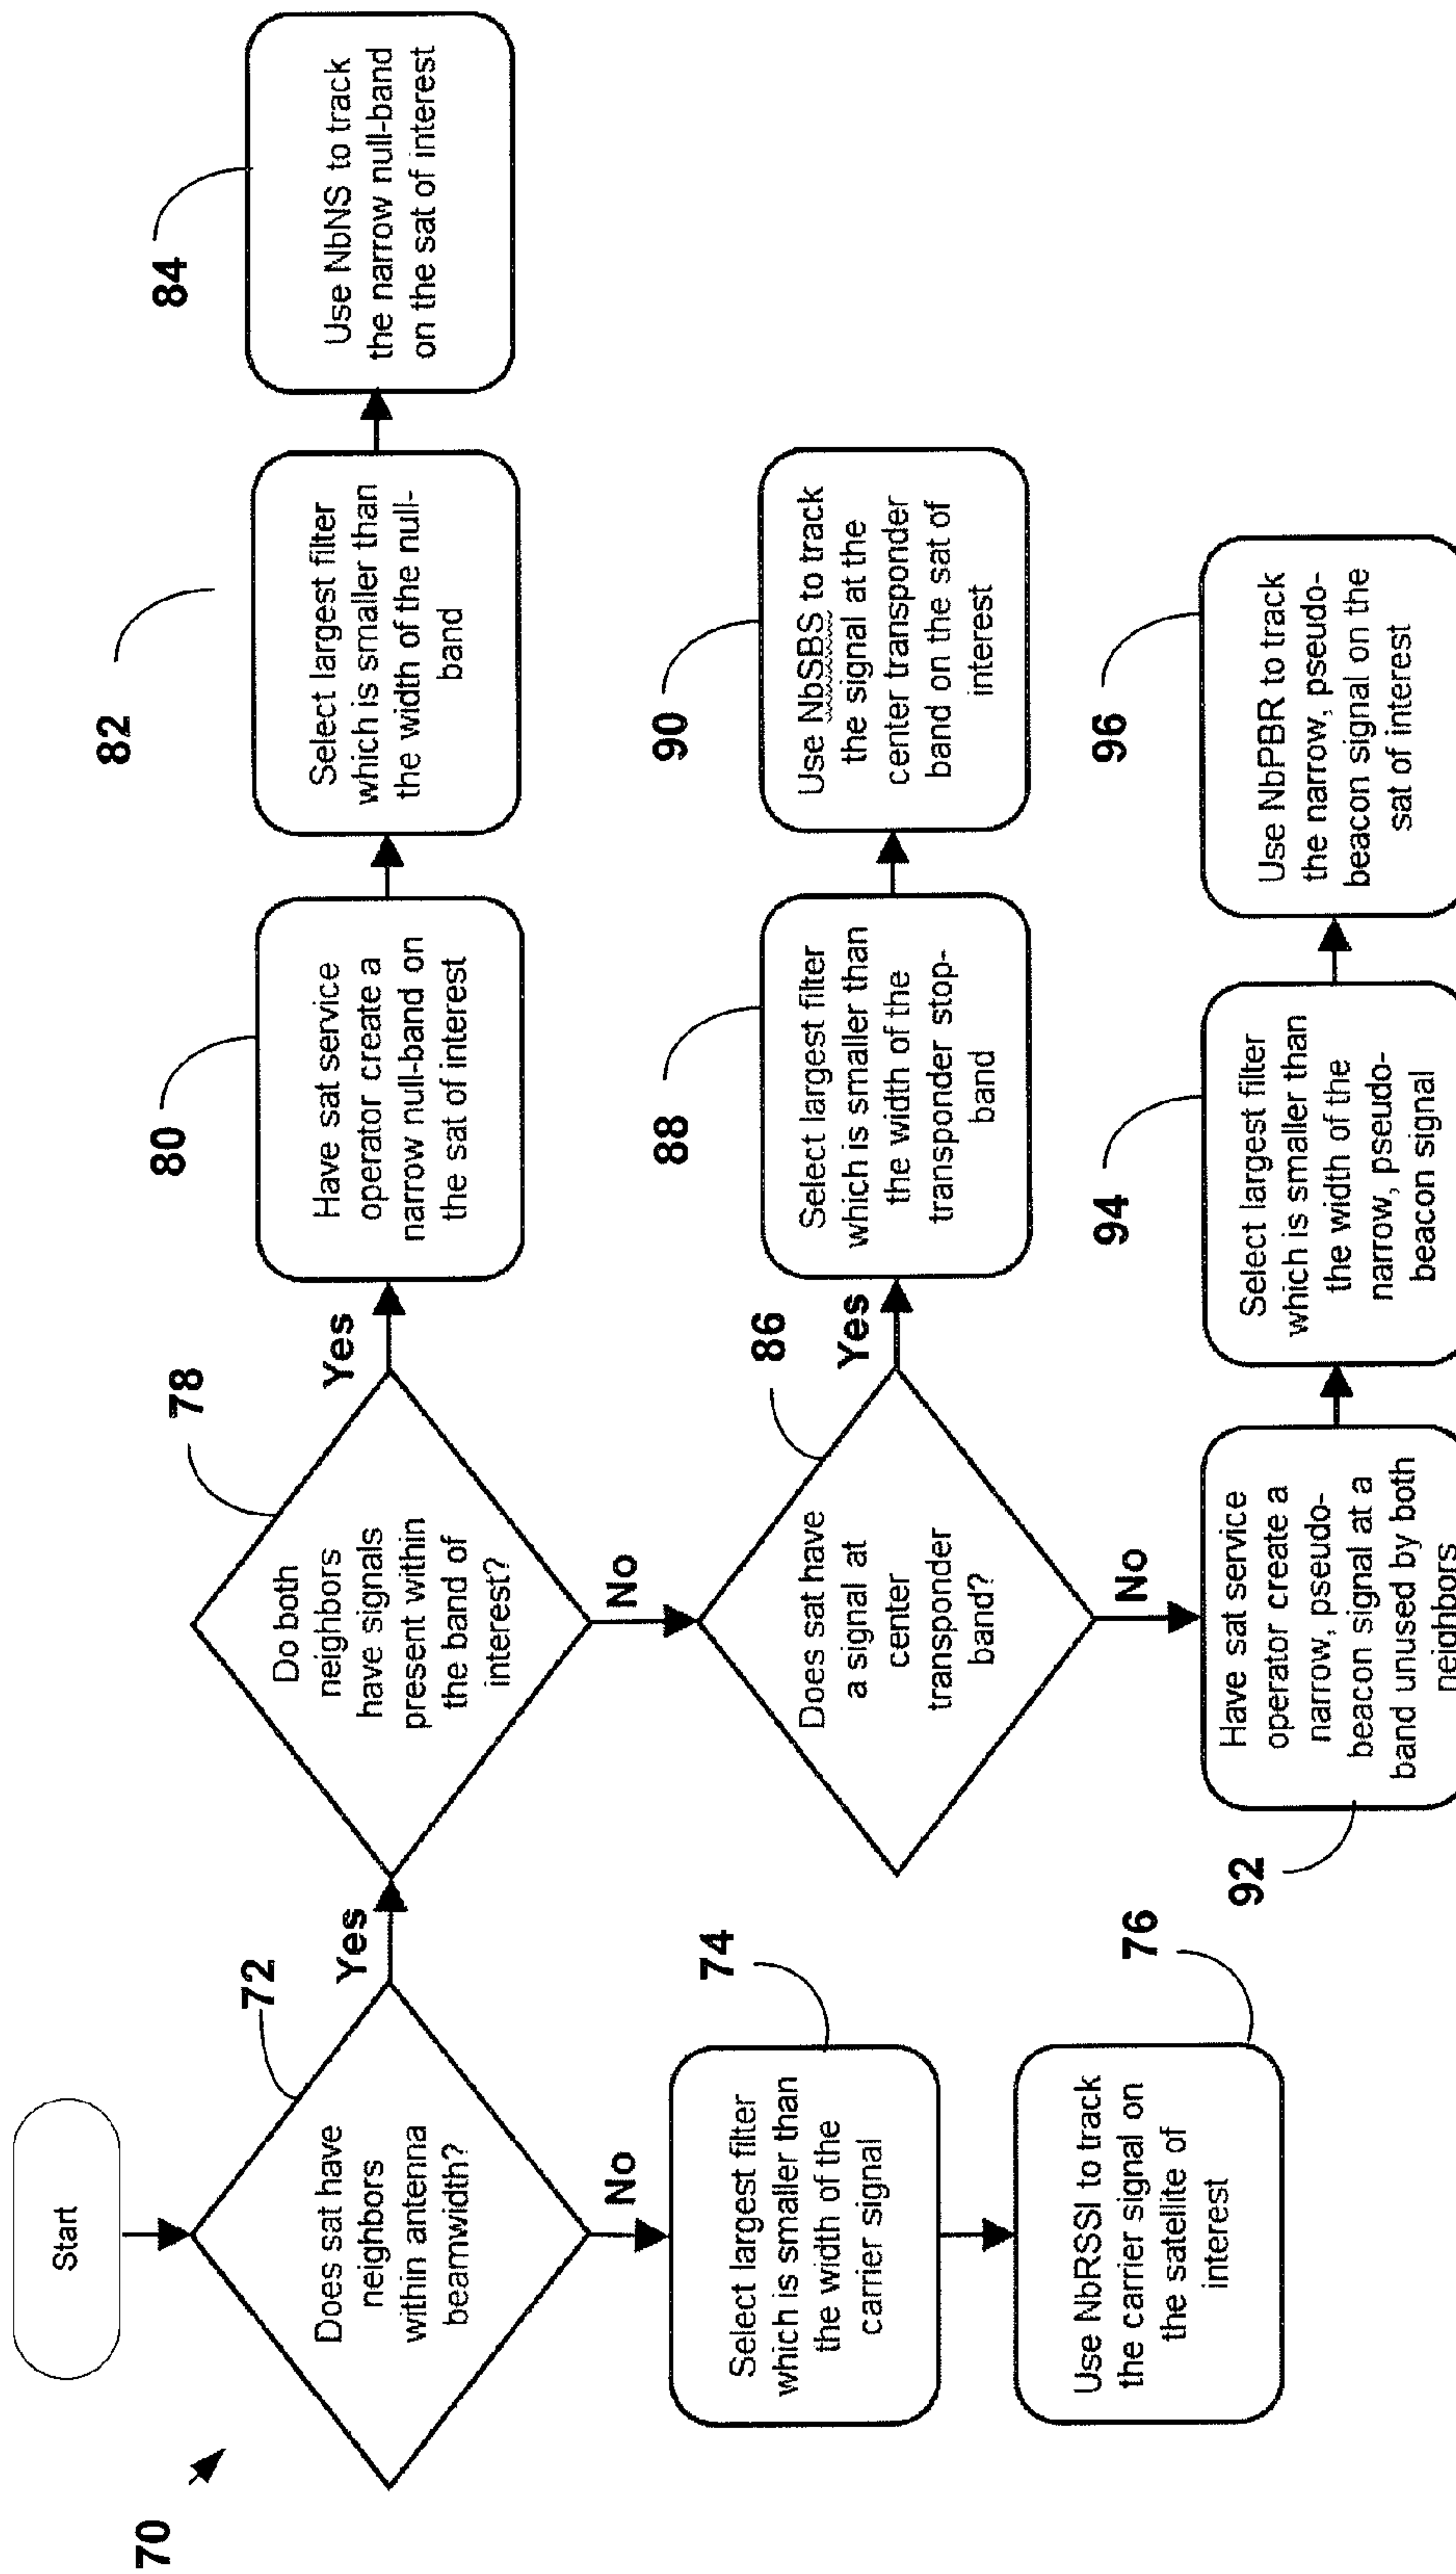 70
Start
72
Does sat have
neighbors
within antenna
beamwidth?
Yes
No
74
Select largest filter
which is smaller than
the width of the
carrier signal
76
Use NbRSSI to track
the carrier signal on
the satellite of
interest
78
Do both
neighbors
have signals
present within
the band of
interest?
Yes
No
80
Have sat service
operator create a
narrow null-band on
the sat of interest
82
Select largest filter
which is smaller than
the width of the null-
band
84
Use NbNS to track
the narrow null-band
on the sat of interest
86
Does sat have
a signal at
center
transponder
band?
Yes
No
88
Select largest filter
which is smaller than
the width of the
transponder stop-
band
90
Use NbSBS to track
the signal at the
center transponder
band on the sat of
interest
92
Have sat service
operator create a
narrow, pseudo-
beacon signal at a
band unused by both
neighbors
94
Select largest filter
which is smaller than
the width of the
narrow, pseudo-
beacon signal
96
Use NbPBR to track
the narrow, pseudo-
beacon signal on the
sat of interest